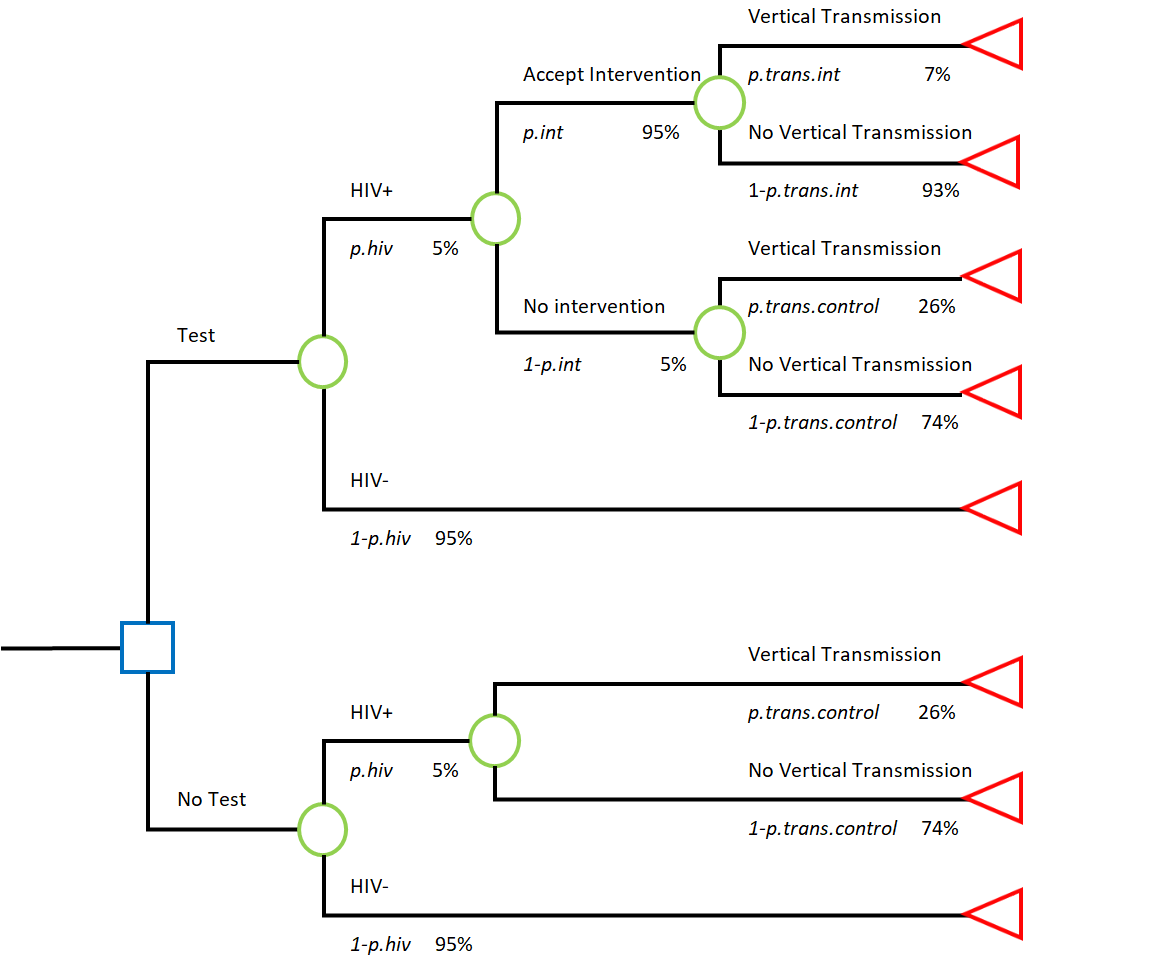 Vertical Transmission
p.trans.int 7%
Accept Intervention
p.int 95%
No Vertical Transmission
1-p.trans.int 93%
HIV+
p.hiv 5%
Vertical Transmission
p.trans.control 26%
No intervention
1-p.int 5%
No Vertical Transmission
1-p.trans.control 74%
Test
HIV-
1-p.hiv 95%
Vertical Transmission
p.trans.control 26%
HIV+
p.hiv 5%
No Vertical Transmission
1-p.trans.control 74%
No Test
HIV-
1-p.hiv 95%